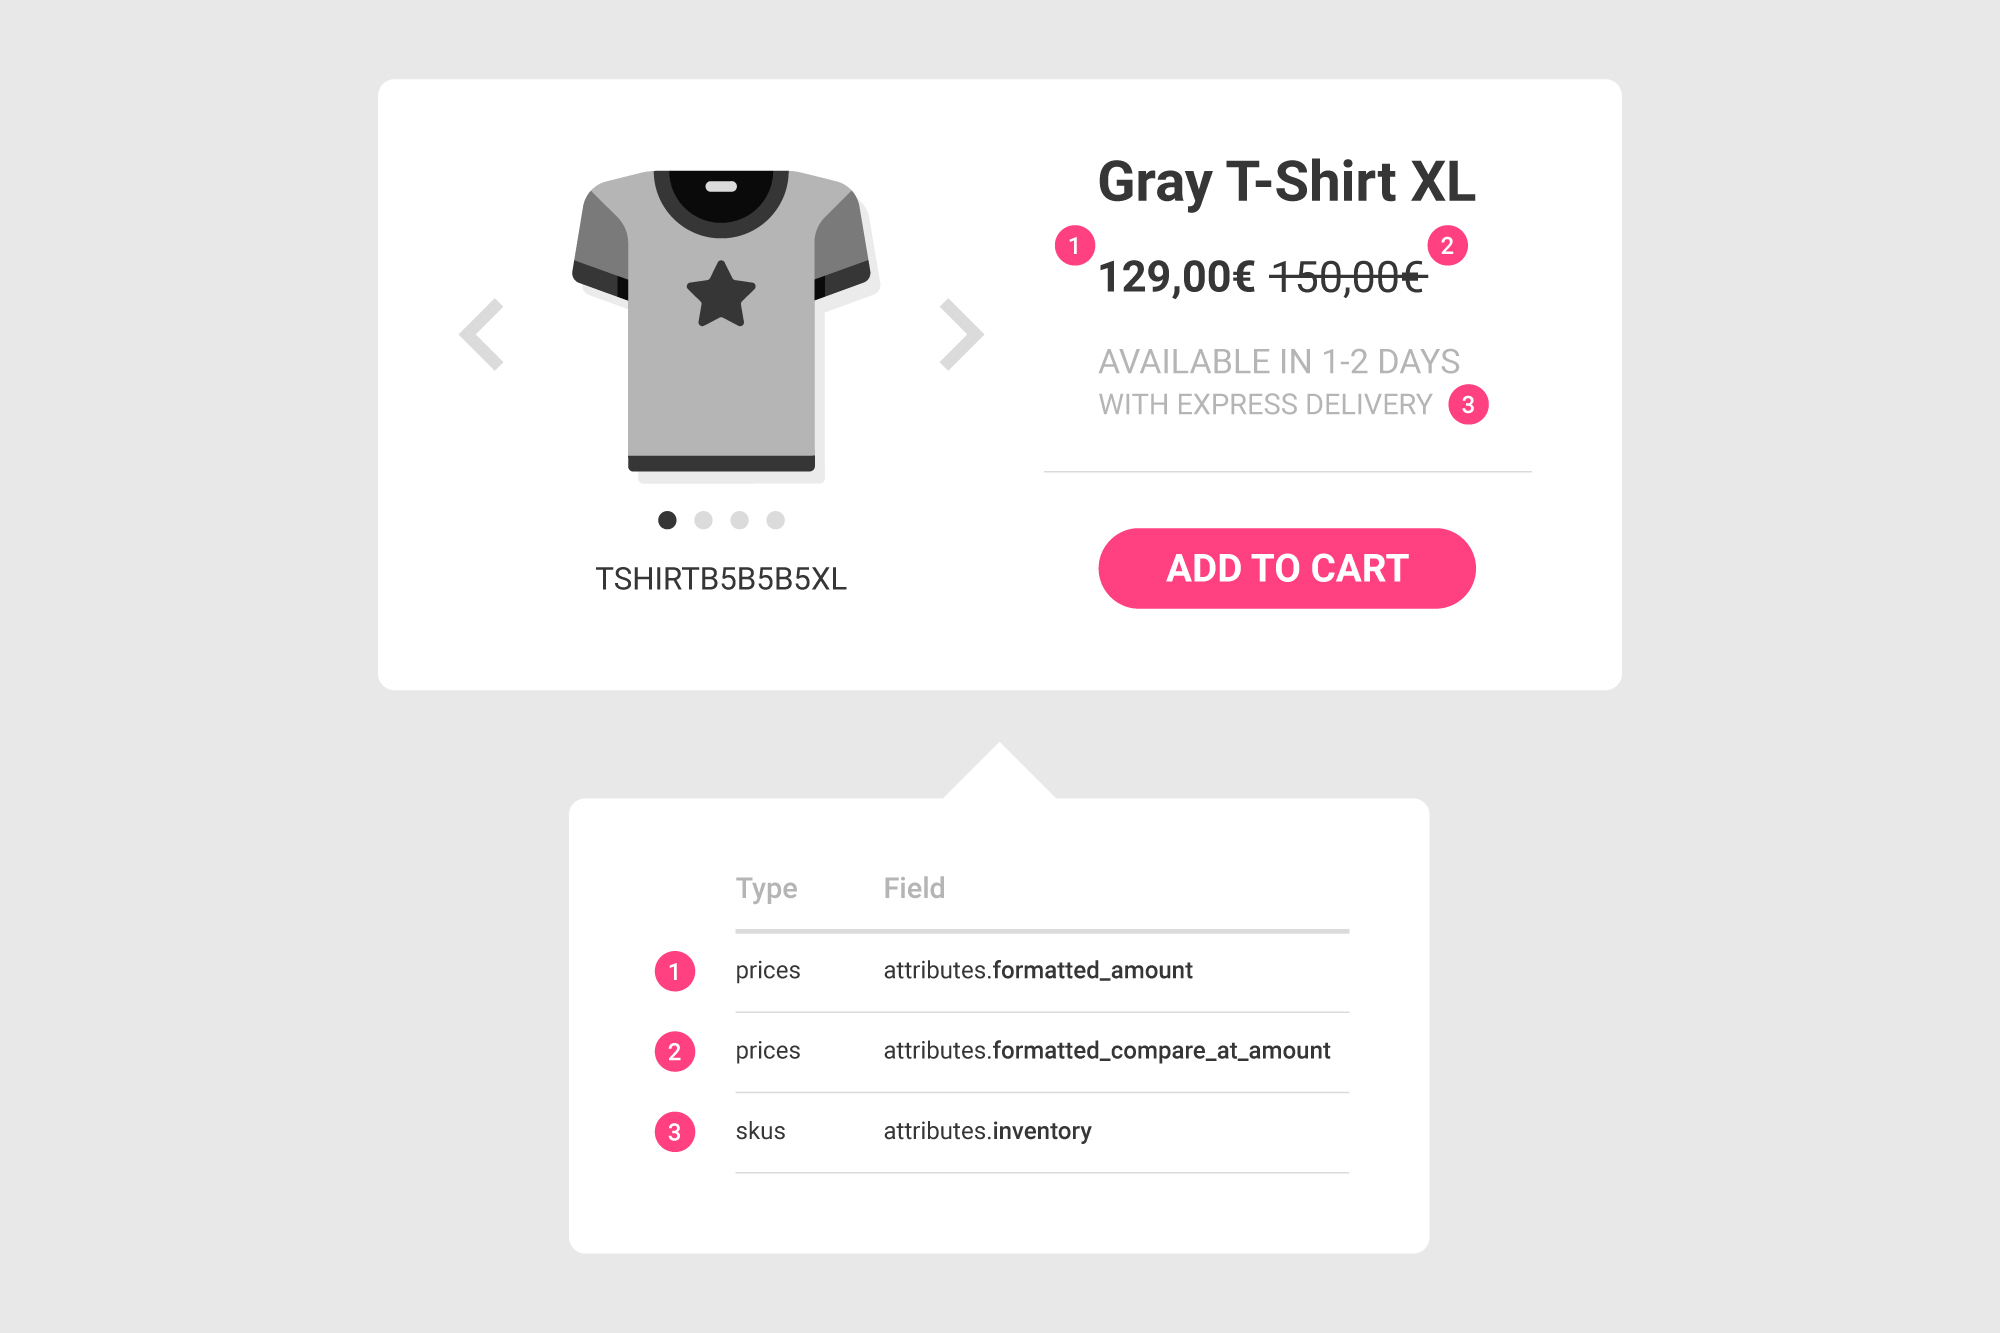 Gray T-Shirt XL
1
2
129,00€ 150,00€
AVAILABLE IN 1-2 DAYS
WITH EXPRESS DELIVERY 3
ADD TO CART
TSHIRTB5B5B5XL
Type Field
1 prices attributes.formatted_amount
2 prices attributes.formatted_compare_at_amount
3 skus attributes.inventory